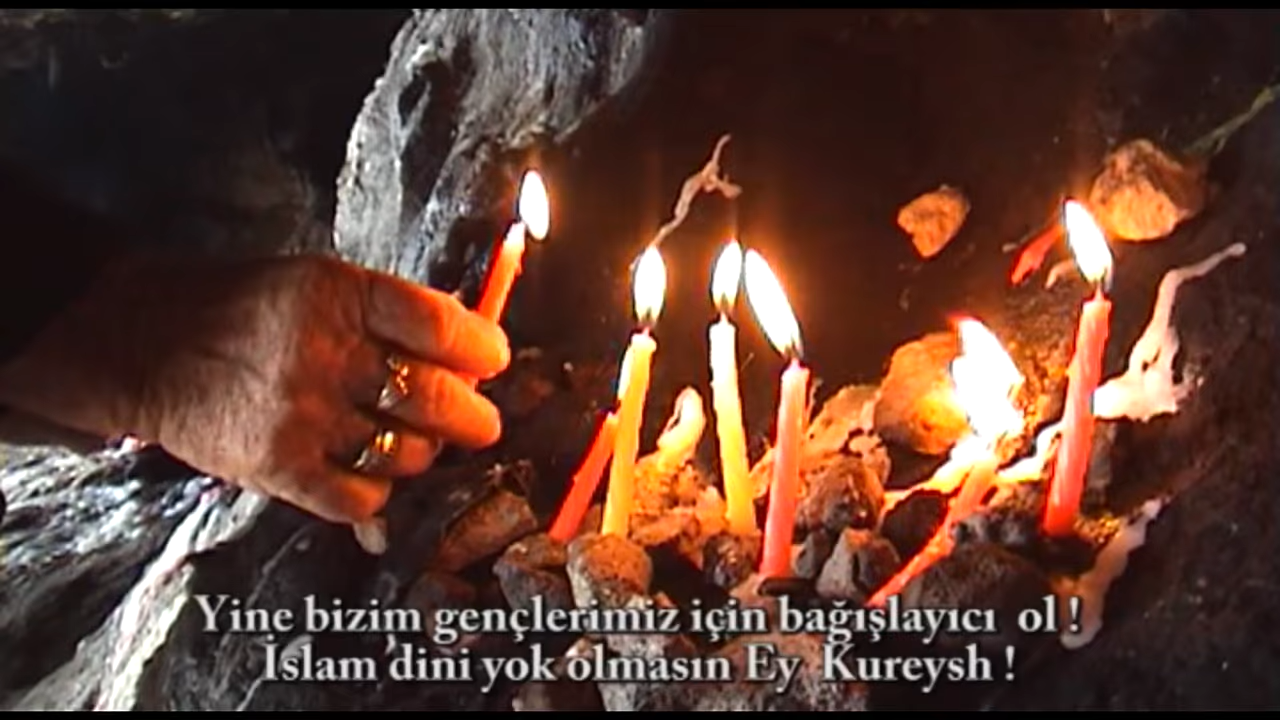 Yine bizim gençlerimiz için bağışlayıcı ol !
İslam dini yok olmasın Ey Kureysh !